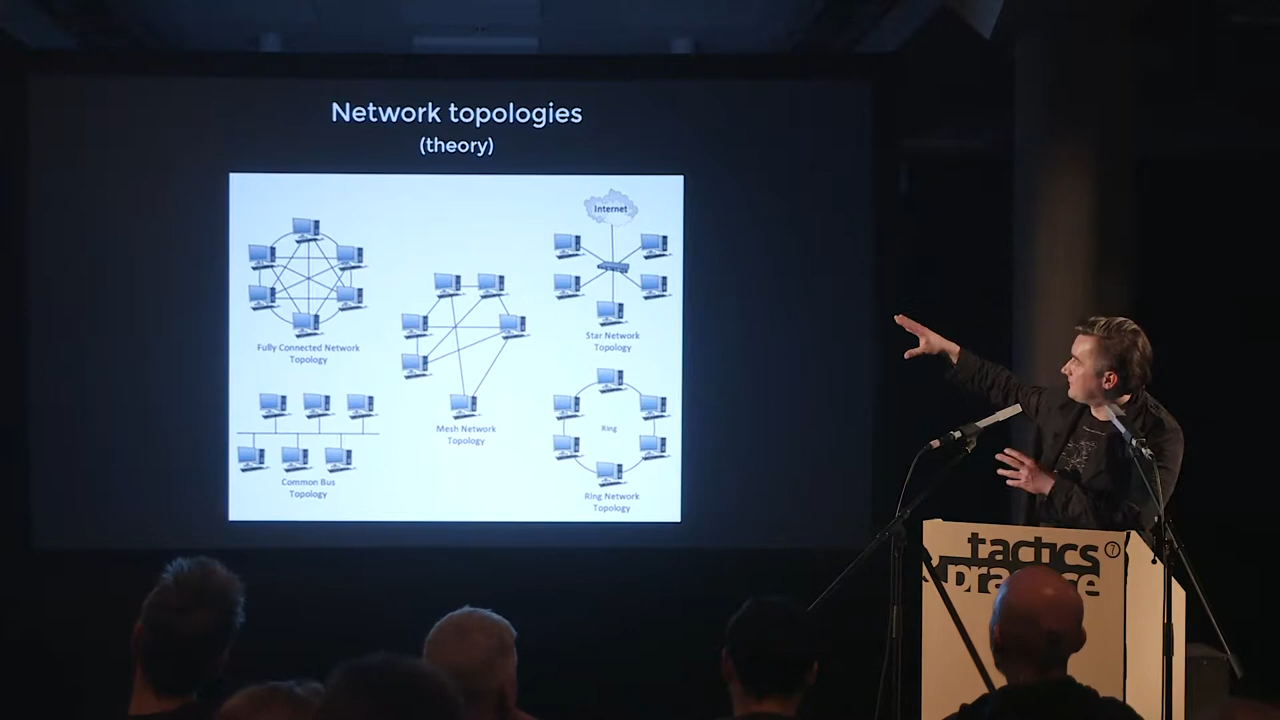 Network topologies
(theory)
Internet
Fully Connected Network
Topology
Star Network
Topology
Mesh Network
Topology
Ring
Common Bus
Topology
Ring Network
Topology
tactics
& practice
7